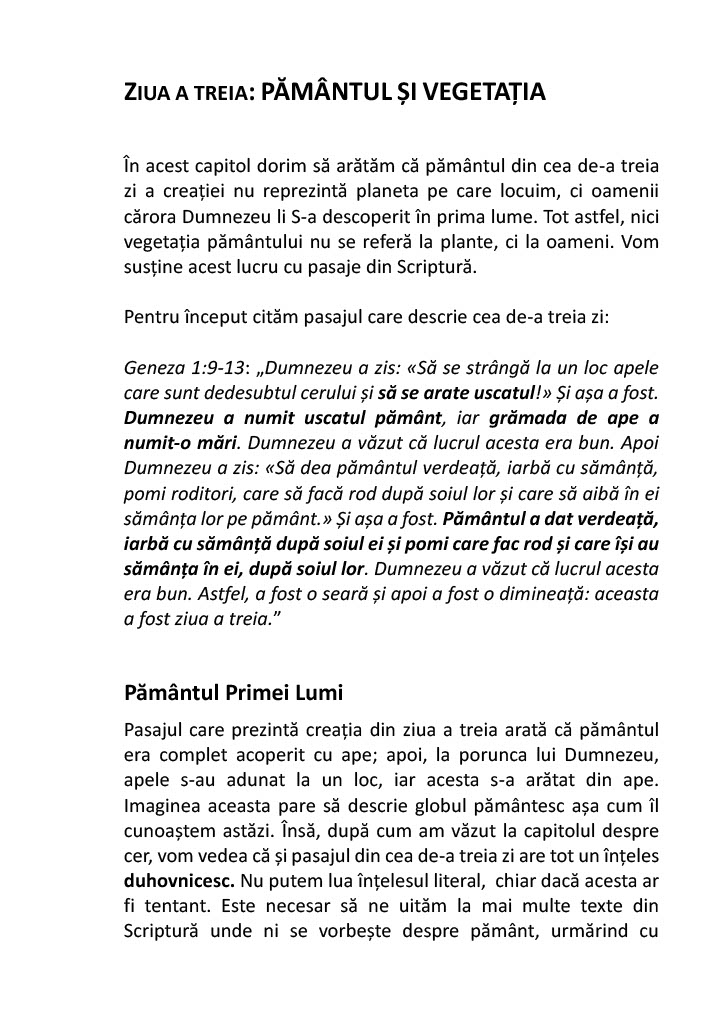 ZIUA A TREIA: PĂMÂNTUL ȘI VEGETAȚIA
În acest capitol dorim să arătăm că pământul din cea de-a treia
zi a creației nu reprezintă planeta pe care locuim, ci oamenii
cărora Dumnezeu li S-a descoperit în prima lume. Tot astfel, nici
vegetația pământului nu se referă la plante, ci la oameni. Vom
susține acest lucru cu pasaje din Scriptură.
Pentru început cităm pasajul care descrie cea de-a treia zi:
Geneza 1:9-13: „Dumnezeu a zis: «Să se strângă la un loc apele
care sunt dedesubtul cerului și să se arate uscatul!» Și așa a fost.
Dumnezeu a numit uscatul pământ, iar grămada de ape a
numit-o mări. Dumnezeu a văzut că lucrul acesta era bun. Apoi
Dumnezeu a zis: «Să dea pământul verdeață, iarbă cu sămânță,
pomi roditori, care să facă rod după soiul lor și care să aibă în ei
sămânța lor pe pământ.» Și așa a fost. Pământul a dat verdeață,
iarbă cu sămânță după soiul ei și pomi care fac rod și care își au
sămânța în ei, după soiul lor. Dumnezeu a văzut că lucrul acesta
era bun. Astfel, a fost o seară și apoi a fost o dimineață: aceasta
a fost ziua a treia.”
Pământul Primei Lumi
Pasajul care prezintă creația din ziua a treia arată că pământul
era complet acoperit cu ape; apoi, la porunca lui Dumnezeu,
apele s-au adunat la un loc, iar acesta s-a arătat din ape.
Imaginea aceasta pare să descrie globul pământesc așa cum îl
cunoaștem astăzi. Însă, după cum am văzut la capitolul despre
cer, vom vedea că și pasajul din cea de-a treia zi are tot un înțeles
duhovnicesc. Nu putem lua înțelesul literal, chiar dacă acesta ar
fi tentant. Este necesar să ne uităm la mai multe texte din
Scriptură unde ni se vorbește despre pământ, urmărind cu